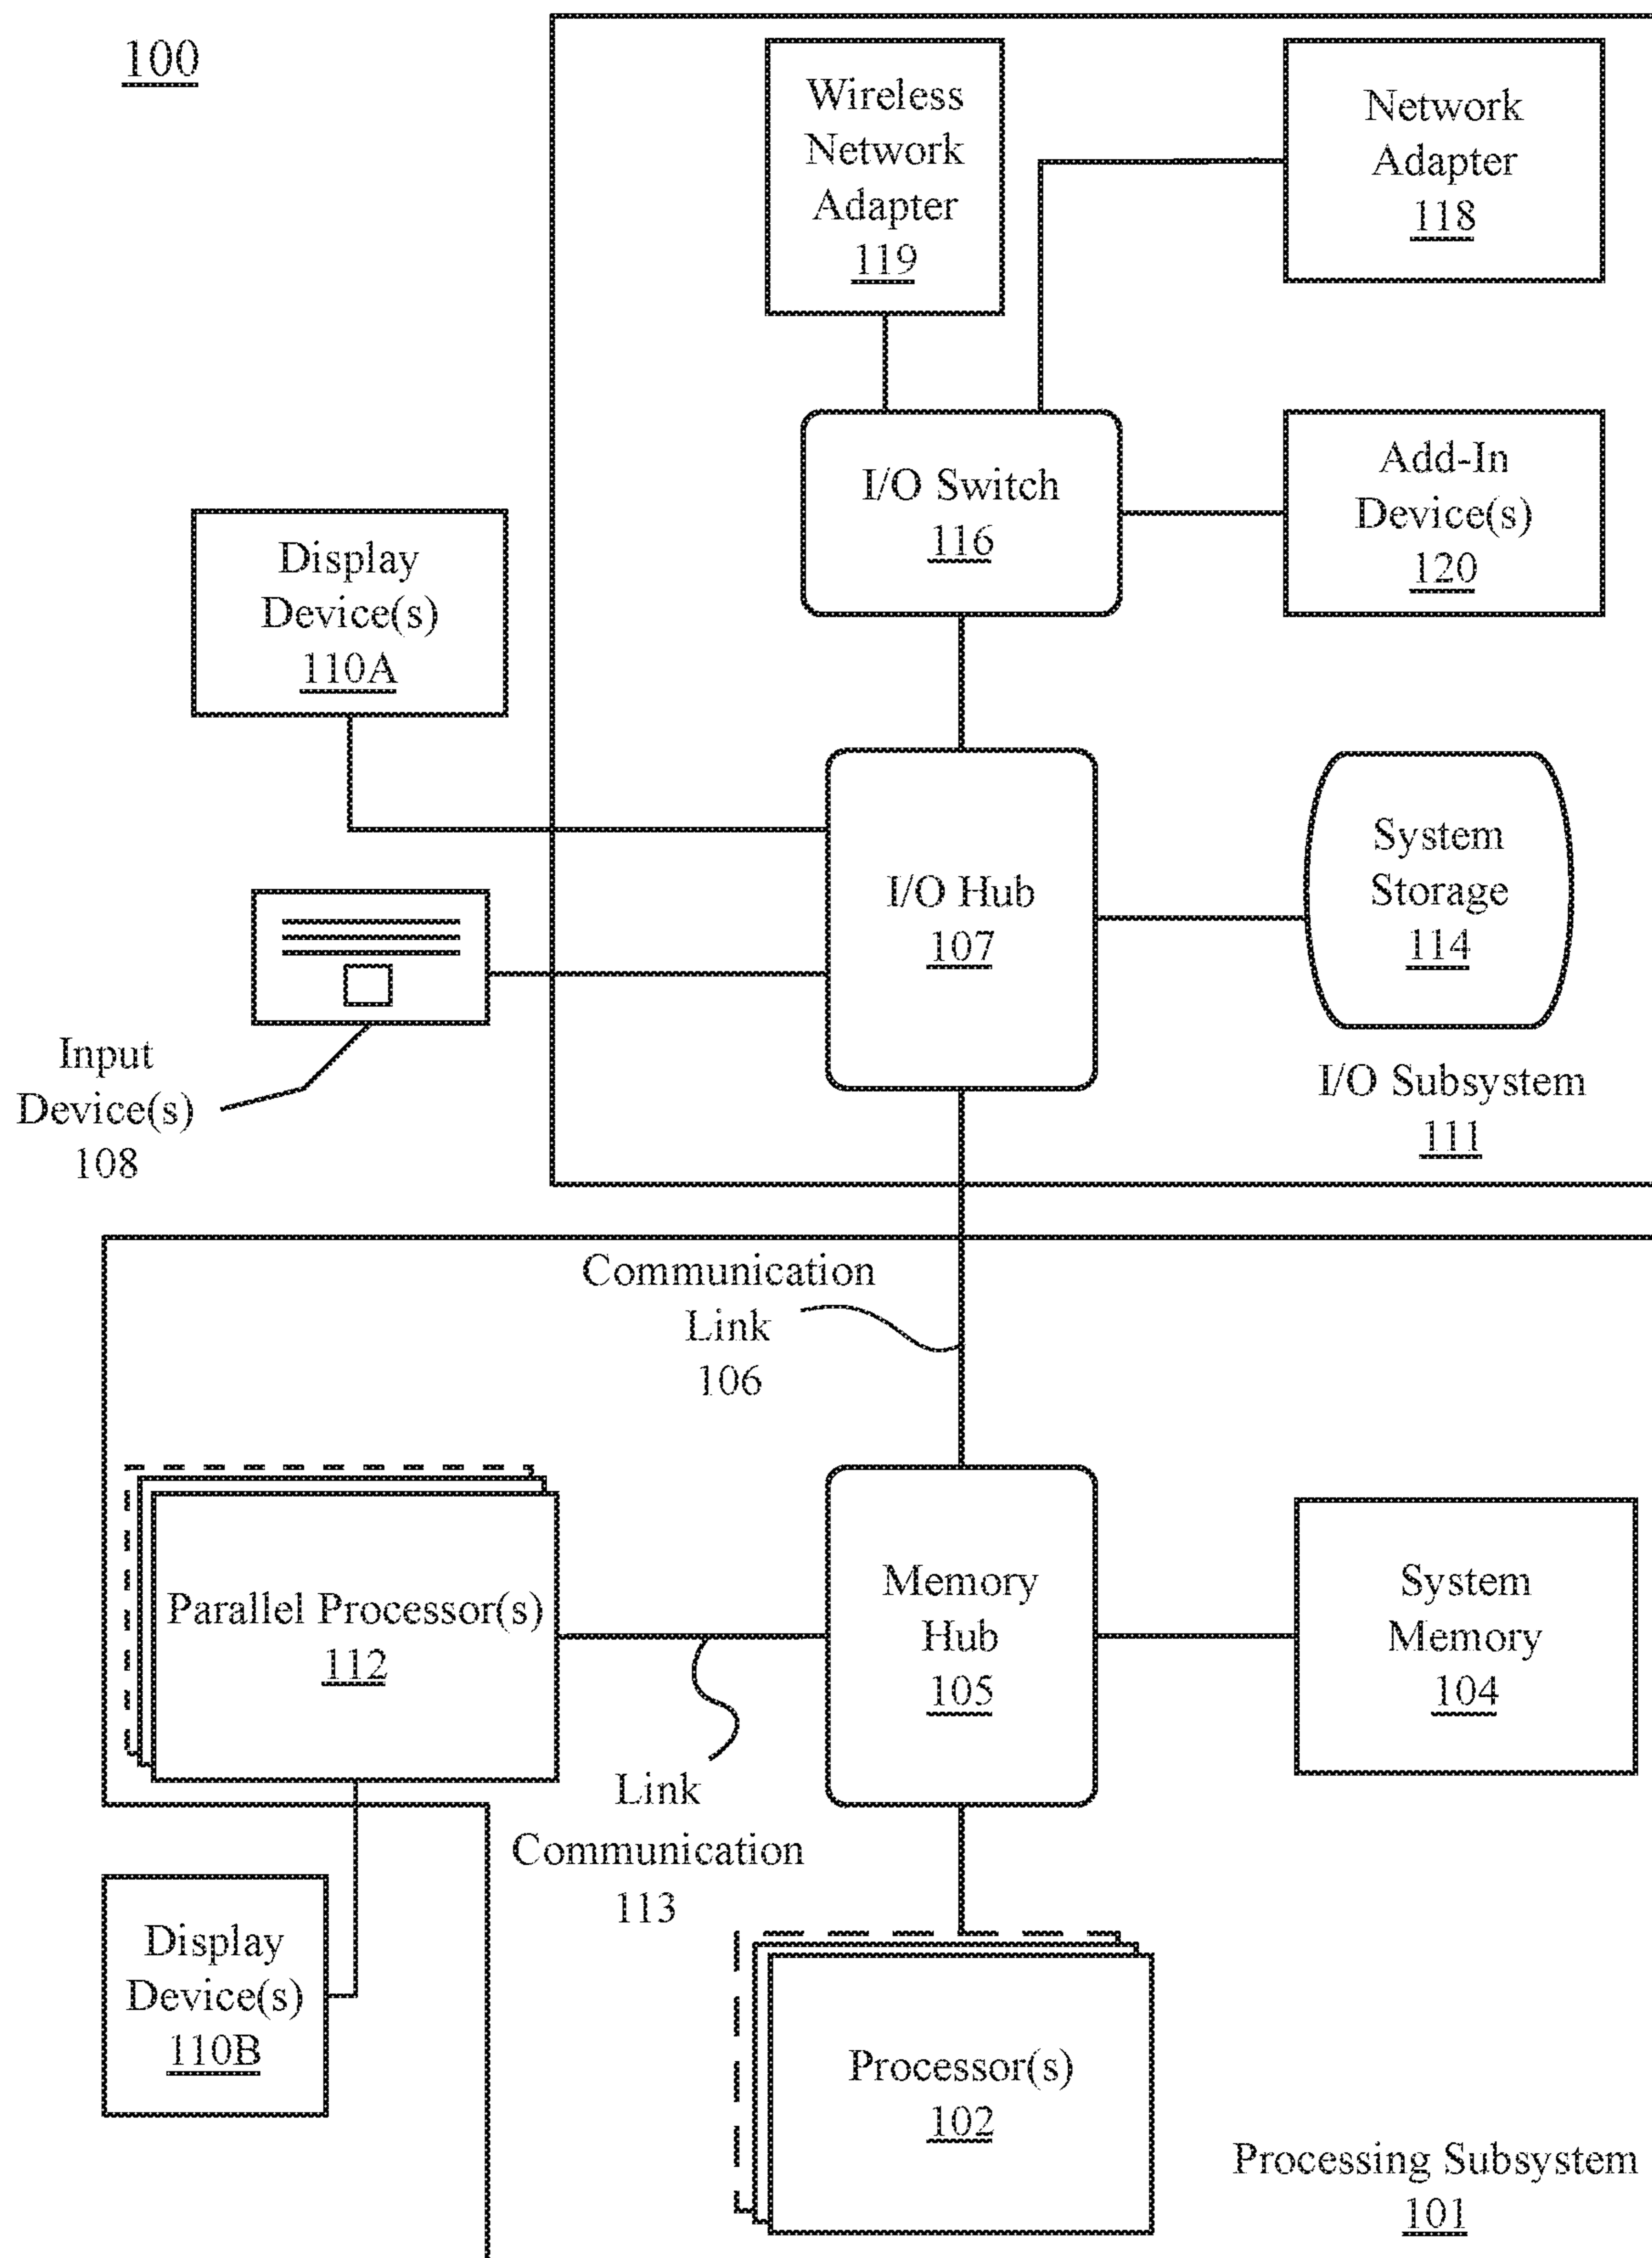 100
Wireless
Network
Adapter
119
Network
Adapter
118
I/O Switch
116
Add-In
Device(s)
120
Display
Device(s)
110A
I/O Hub
107
System
Storage
114
Input
Device(s)
108
I/O Subsystem
111
Communication
Link
106
Parallel Processor(s)
112
Memory
Hub
105
System
Memory
104
Link
Communication
113
Display
Device(s)
110B
Processor(s)
102
Processing Subsystem
101